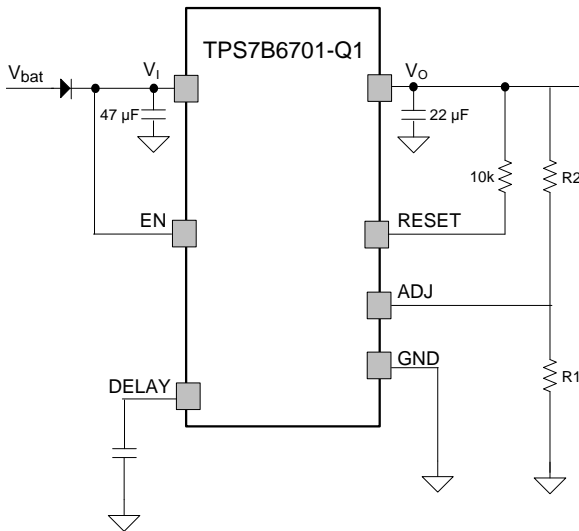 TPS7B6701-Q1
Vbat
VI
VO
47 µF
22 µF
10k
R2
EN
RESET
ADJ
GND
R1
DELAY